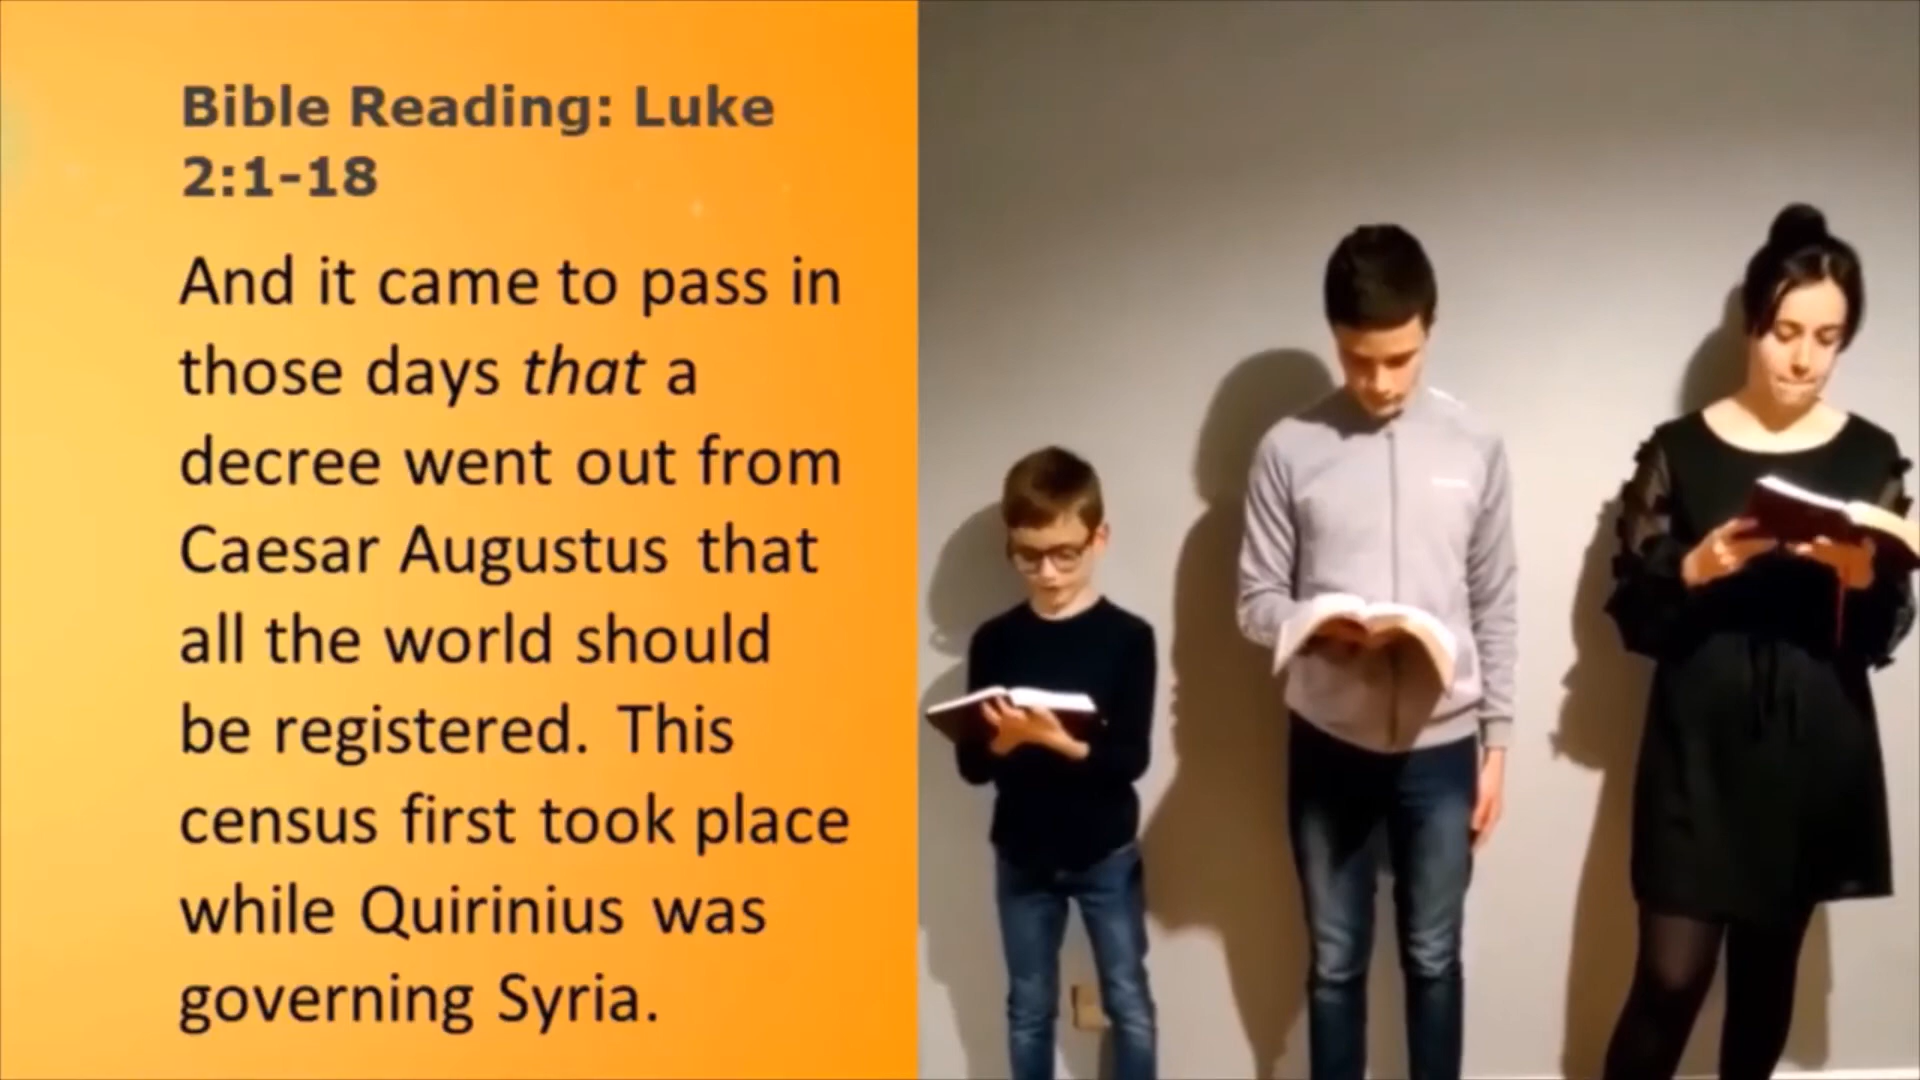 Bible Reading: Luke
2:1-18
And it came to pass in
those days that a
decree went out from
Caesar Augustus that
all the world should
be registered. This
census first took place
while Quirinius was
governing Syria.